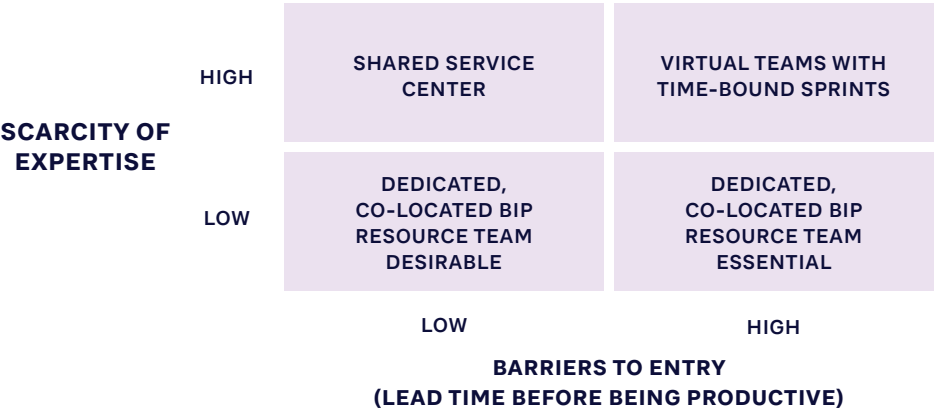 SHARED SERVICE
CENTER
VIRTUAL TEAMS WITH
TIME-BOUND SPRINTS
HIGH
SCARCITY OF
EXPERTISE
DEDICATED,
CO-LOCATED BIP
RESOURCE TEAM
DESIRABLE
DEDICATED,
CO-LOCATED BIP
RESOURCE TEAM
ESSENTIAL
LOW
LOW
HIGH
BARRIERS TO ENTRY
(LEAD TIME BEFORE BEING PRODUCTIVE)